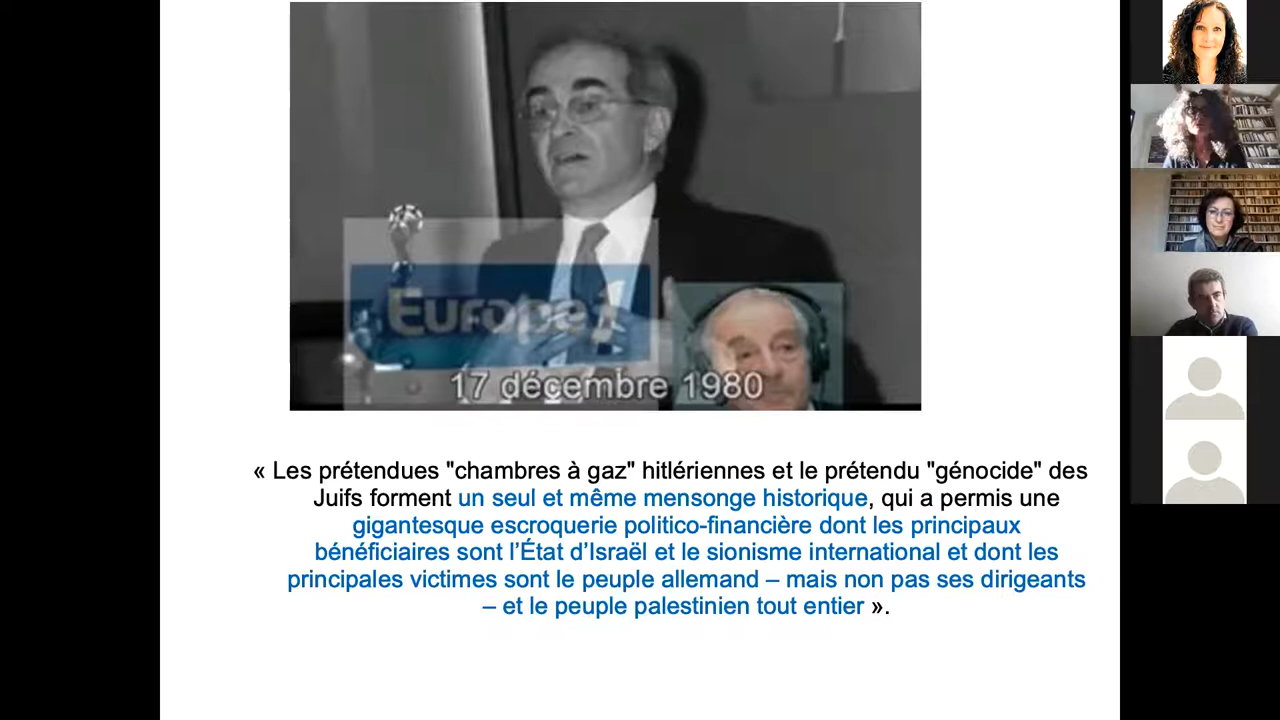 Europe 1
17 décembre 1980
« Les prétendues "chambres à gaz" hitlériennes et le prétendu "génocide" des
Juifs forment un seul et même mensonge historique, qui a permis une
gigantesque escroquerie politico-financière dont les principaux
bénéficiaires sont l’État d’Israël et le sionisme international et dont les
principales victimes sont le peuple allemand – mais non pas ses dirigeants
– et le peuple palestinien tout entier ».